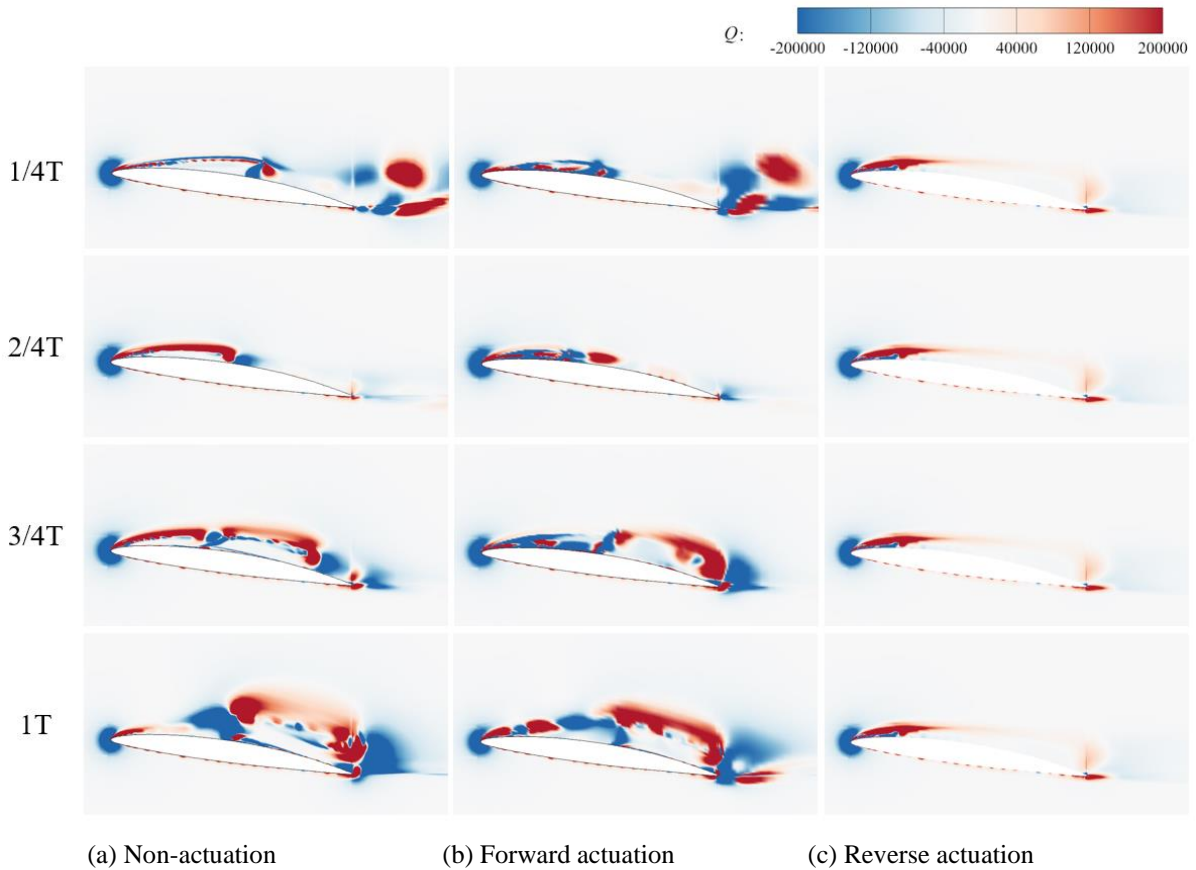 Q:
-200000 -120000 -40000 40000 120000 200000
1/4T
2/4T
3/4T
1T
(a) Non-actuation (b) Forward actuation (c) Reverse actuation